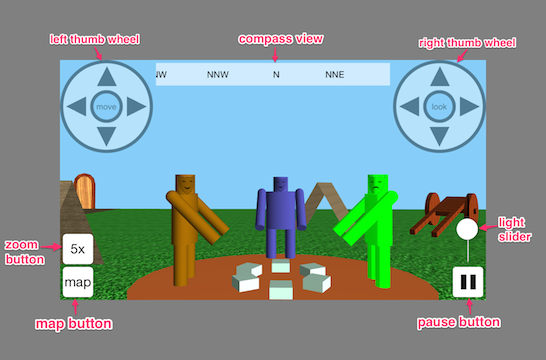 left thumb wheel
compass view
right thumb wheel
NW NNW N NNE
move
look
zoom
button
5x
map
map button
light
slider
pause button